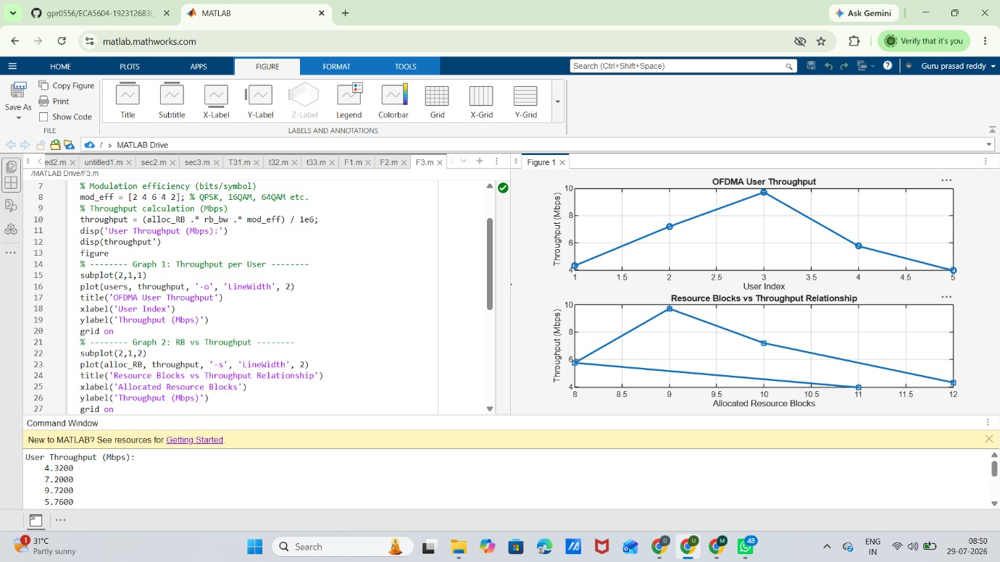 gpr0556/ECA5604-192312683
MATLAB
Ask Gemini
matlab.mathworks.com
Verify that it's you
HOME
PLOTS
APPS
FIGURE
FORMAT
TOOLS
Search (Ctrl+Shift+Space)
Guru prasad reddy
Save As
Copy Figure
Print
Show Code
FILE
Title
Subtitle
X-Label
Y-Label
Z-Label
Legend
Colorbar
Grid
X-Grid
Y-Grid
LABELS AND ANNOTATIONS
/ › MATLAB Drive
ed2.m
untitled1.m
sec2.m
sec3.m
T31.m
t32.m
t33.m
F1.m
F2.m
F3.m
/MATLAB Drive/F3.m
7 % Modulation efficiency (bits/symbol)
8 mod_eff = [2 4 6 4 2]; % QPSK, 16QAM, 64QAM etc.
9 % Throughput calculation (Mbps)
10 throughput = (alloc_RB .* rb_bw .* mod_eff) / 1e6;
11 disp('User Throughput (Mbps):')
12 disp(throughput')
13 figure
14 % -------- Graph 1: Throughput per User --------
15 subplot(2,1,1)
16 plot(users, throughput, '-o', 'LineWidth', 2)
17 title('OFDMA User Throughput')
18 xlabel('User Index')
19 ylabel('Throughput (Mbps)')
20 grid on
21 % -------- Graph 2: RB vs Throughput --------
22 subplot(2,1,2)
23 plot(alloc_RB, throughput, '-s', 'LineWidth', 2)
24 title('Resource Blocks vs Throughput Relationship')
25 xlabel('Allocated Resource Blocks')
26 ylabel('Throughput (Mbps)')
27 grid on
Figure 1
OFDMA User Throughput
Throughput (Mbps)
10
8
6
4
1 1.5 2 2.5 3 3.5 4 4.5 5
User Index
Resource Blocks vs Throughput Relationship
Throughput (Mbps)
10
8
6
4
8 8.5 9 9.5 10 10.5 11 11.5 12
Allocated Resource Blocks
Command Window
New to MATLAB? See resources for Getting Started.
User Throughput (Mbps):
4.3200
7.2000
9.7200
5.7600
1
31°C
Partly sunny
Search
G
U
M
48
ENG
IN
08:50
29-07-2026